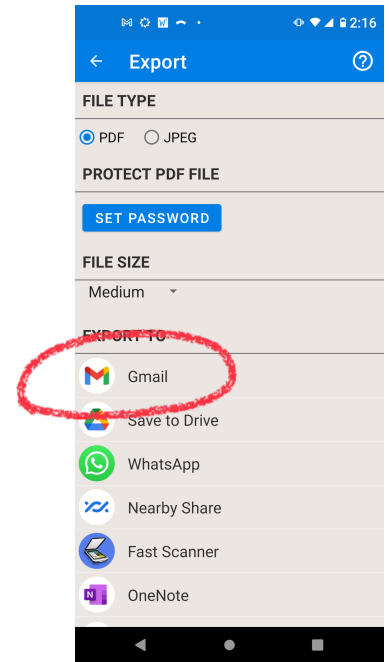 2:16
Export
FILE TYPE
PDF JPEG
PROTECT PDF FILE
SET PASSWORD
FILE SIZE
Medium
EXPORT TO
Gmail
Save to Drive
WhatsApp
Nearby Share
Fast Scanner
OneNote